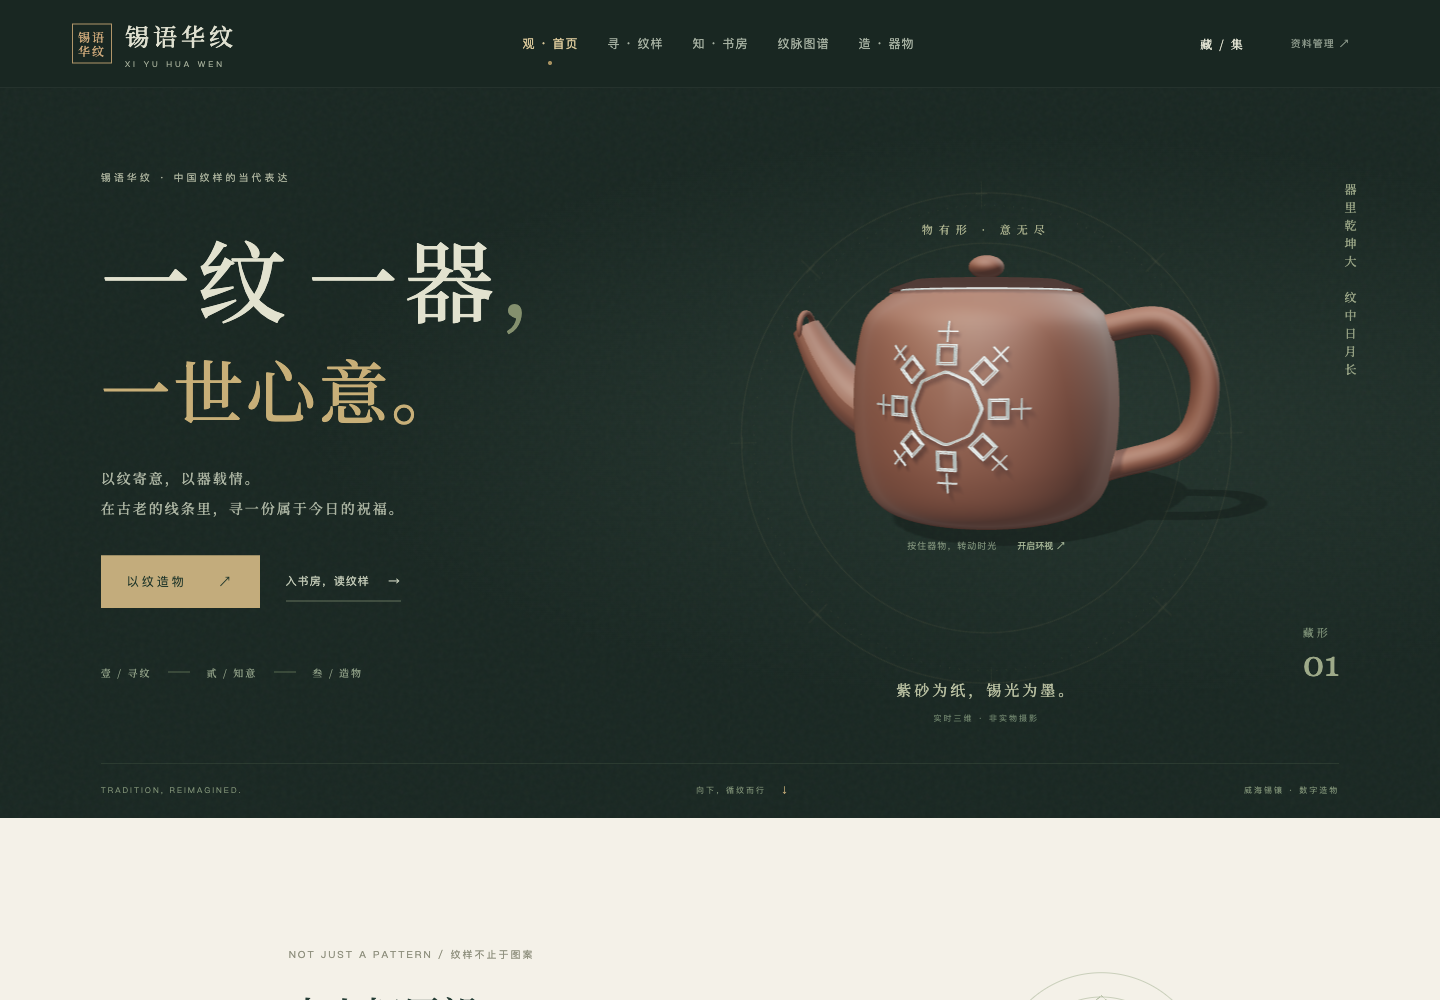 锡语
华纹
锡语华纹
XI YU HUA WEN
观 · 首页
寻 · 纹样
知 · 书房
纹脉图谱
造 · 器物
藏 / 集
资料管理 ↗
锡语华纹 · 中国纹样的当代表达
一纹一器，
一世心意。
以纹寄意，以器载情。
在古老的线条里，寻一份属于今日的祝福。
以纹造物 ↗
入书房，读纹样 →
壹 / 寻纹
贰 / 知意
叁 / 造物
物有形 · 意无尽
按住器物，转动时光
开启环视 ↗
紫砂为纸，锡光为墨。
实时三维 · 非实物摄影
器里乾坤大 纹中日月长
藏形
01
TRADITION, REIMAGINED.
向下，循纹而行 ↓
威海锡镶 · 数字造物
NOT JUST A PATTERN / 纹样不止于图案